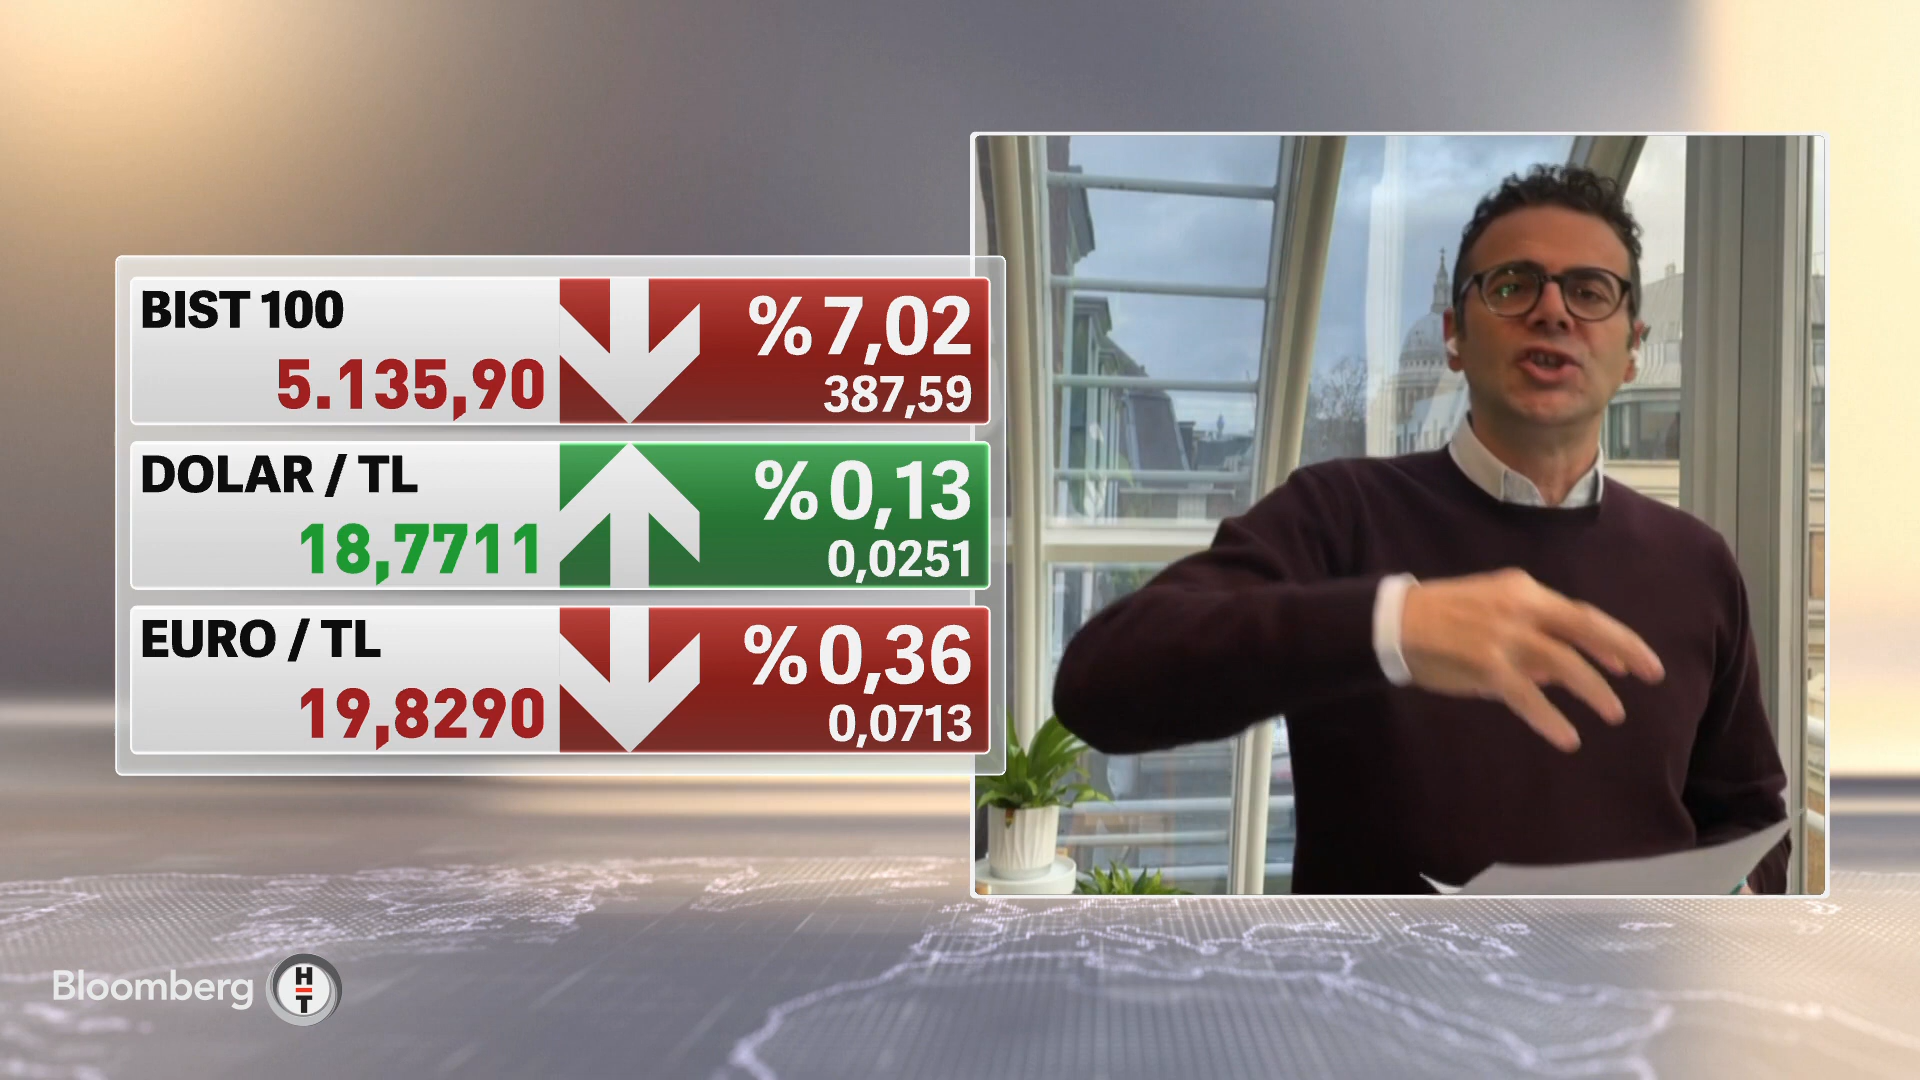 BIST 100
5.135,90
%7,02
387,59
DOLAR / TL
18,7711
%0,13
0,0251
EURO / TL
19,8290
%0,36
0,0713
Bloomberg HT